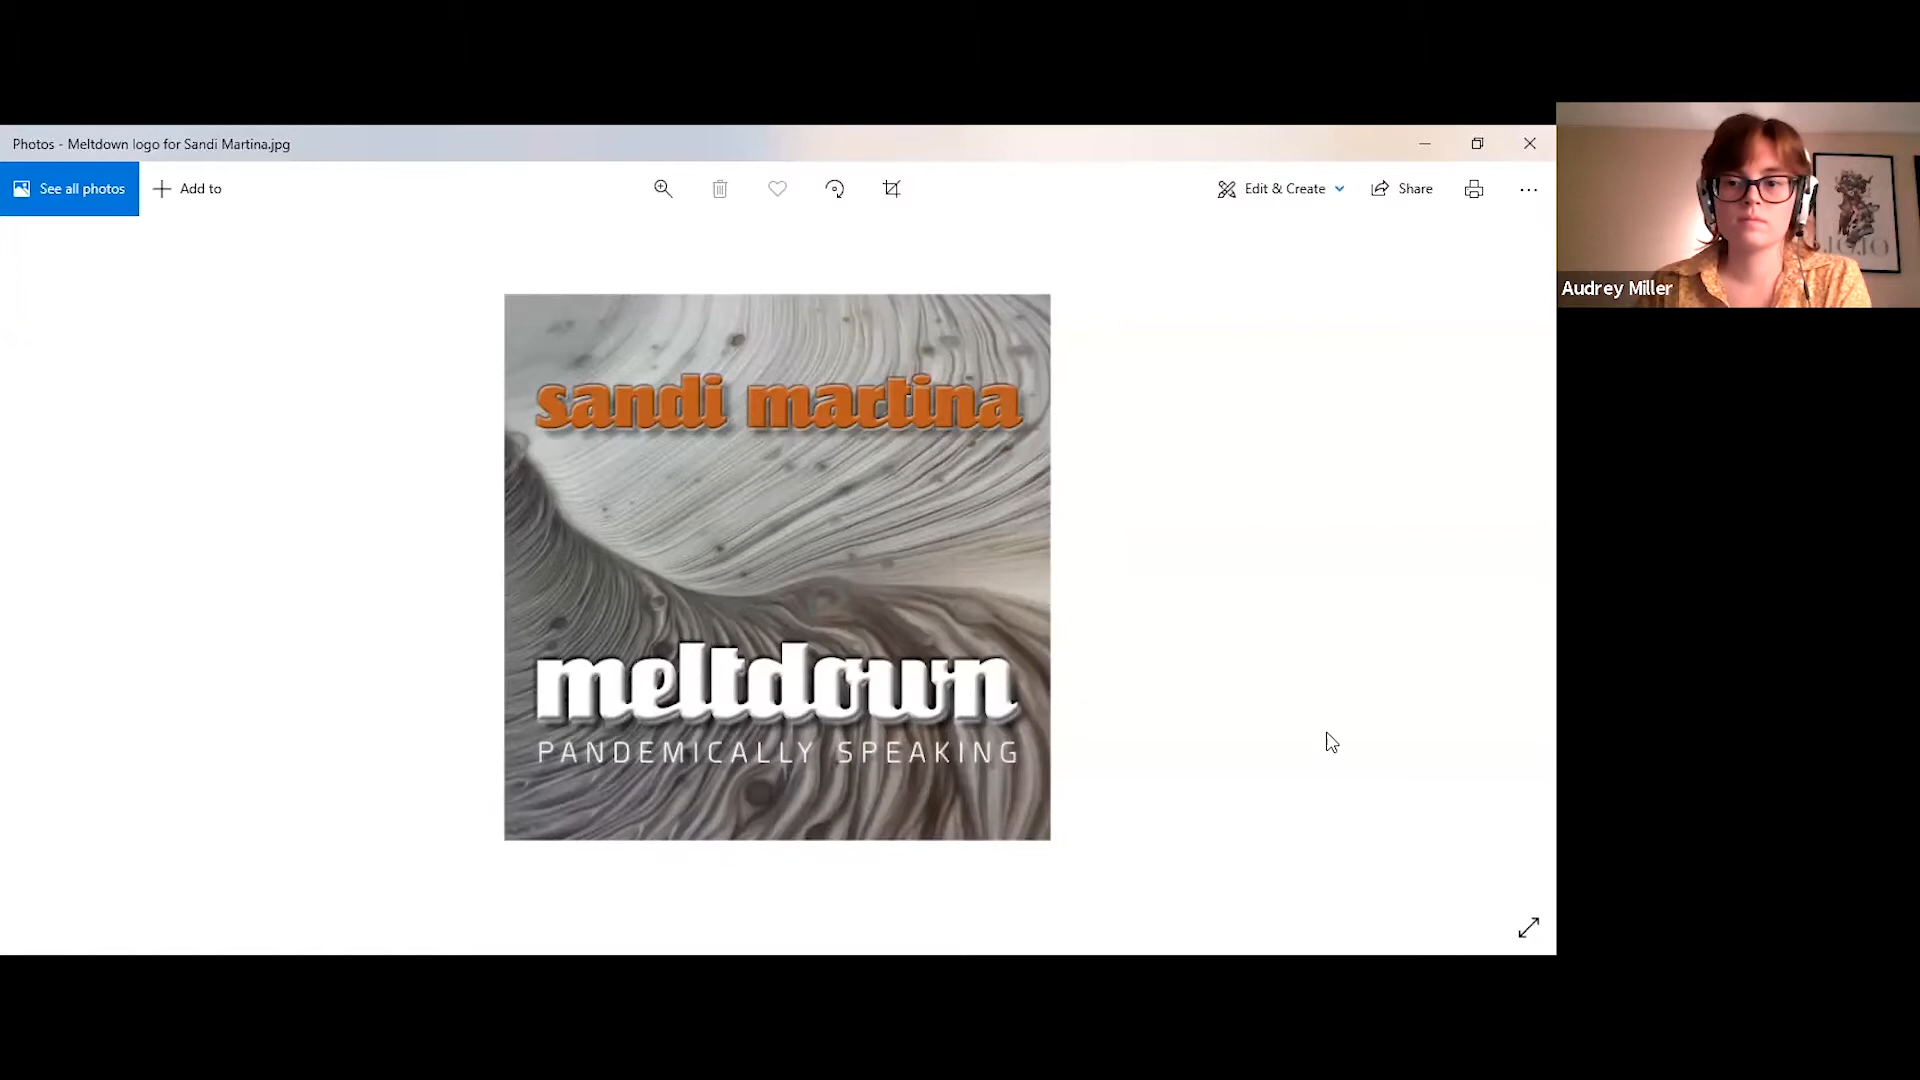 Photos - Meltdown logo for Sandi Martina.jpg
See all photos
Add to
Edit & Create
Share
sandi martina
meltdown
PANDEMICALLY SPEAKING
Audrey Miller